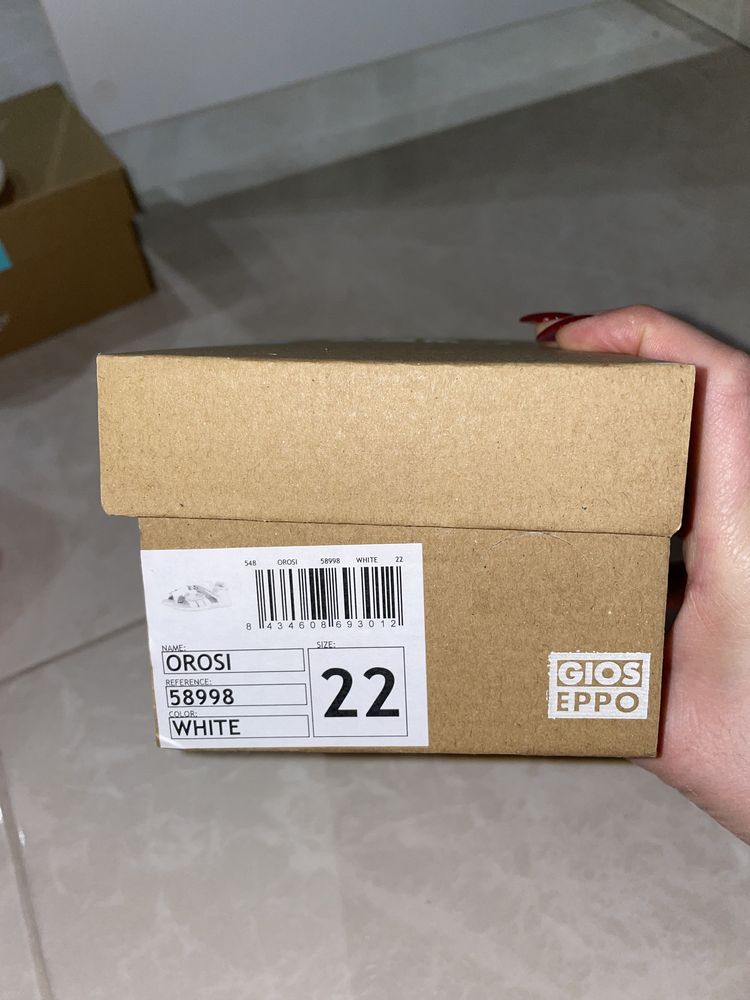 548 OROSI 58998 WHITE 22
8 434608 693012
NAME:
OROSI
REFERENCE:
58998
COLOR:
WHITE
SIZE:
22
GIOS
EPPO